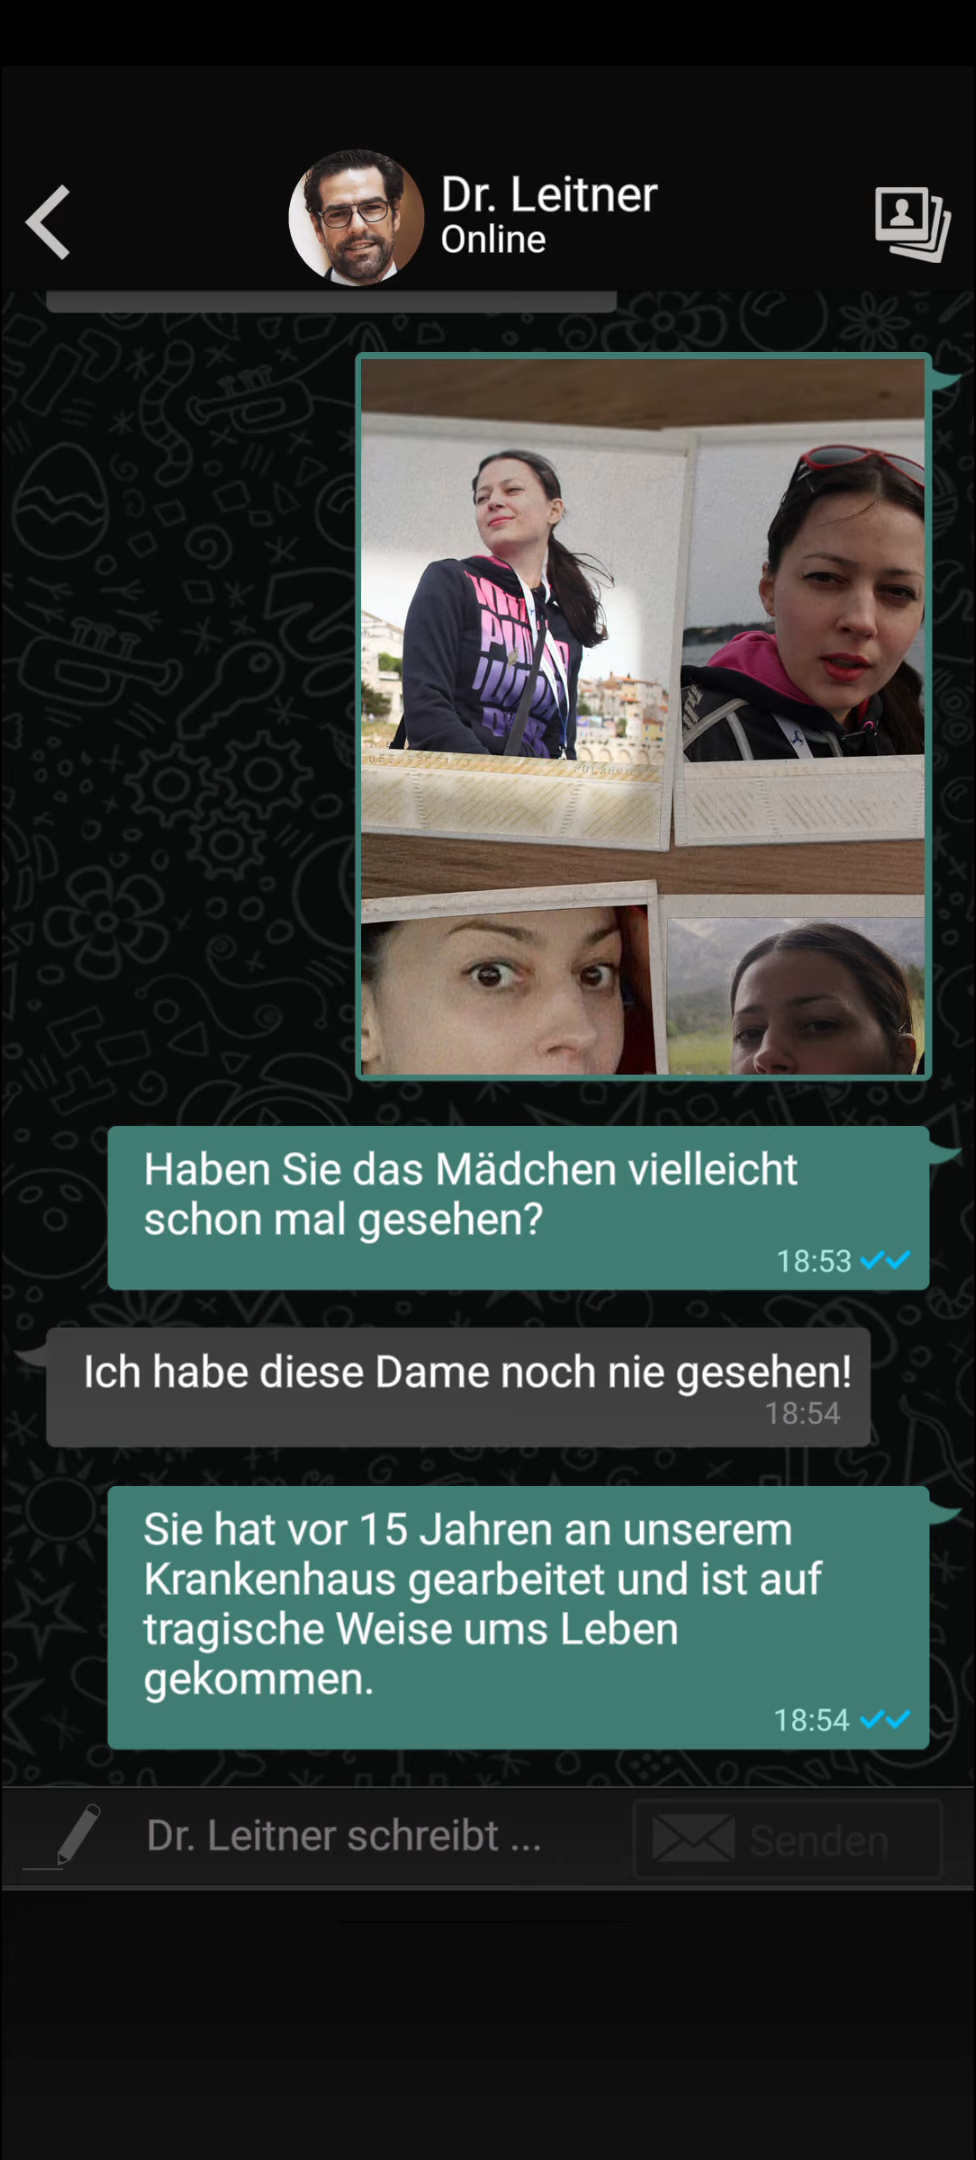 Dr. Leitner
Online
Haben Sie das Mädchen vielleicht
schon mal gesehen?
18:53
Ich habe diese Dame noch nie gesehen!
18:54
Sie hat vor 15 Jahren an unserem
Krankenhaus gearbeitet und ist auf
tragische Weise ums Leben
gekommen.
18:54
Dr. Leitner schreibt ...
Senden